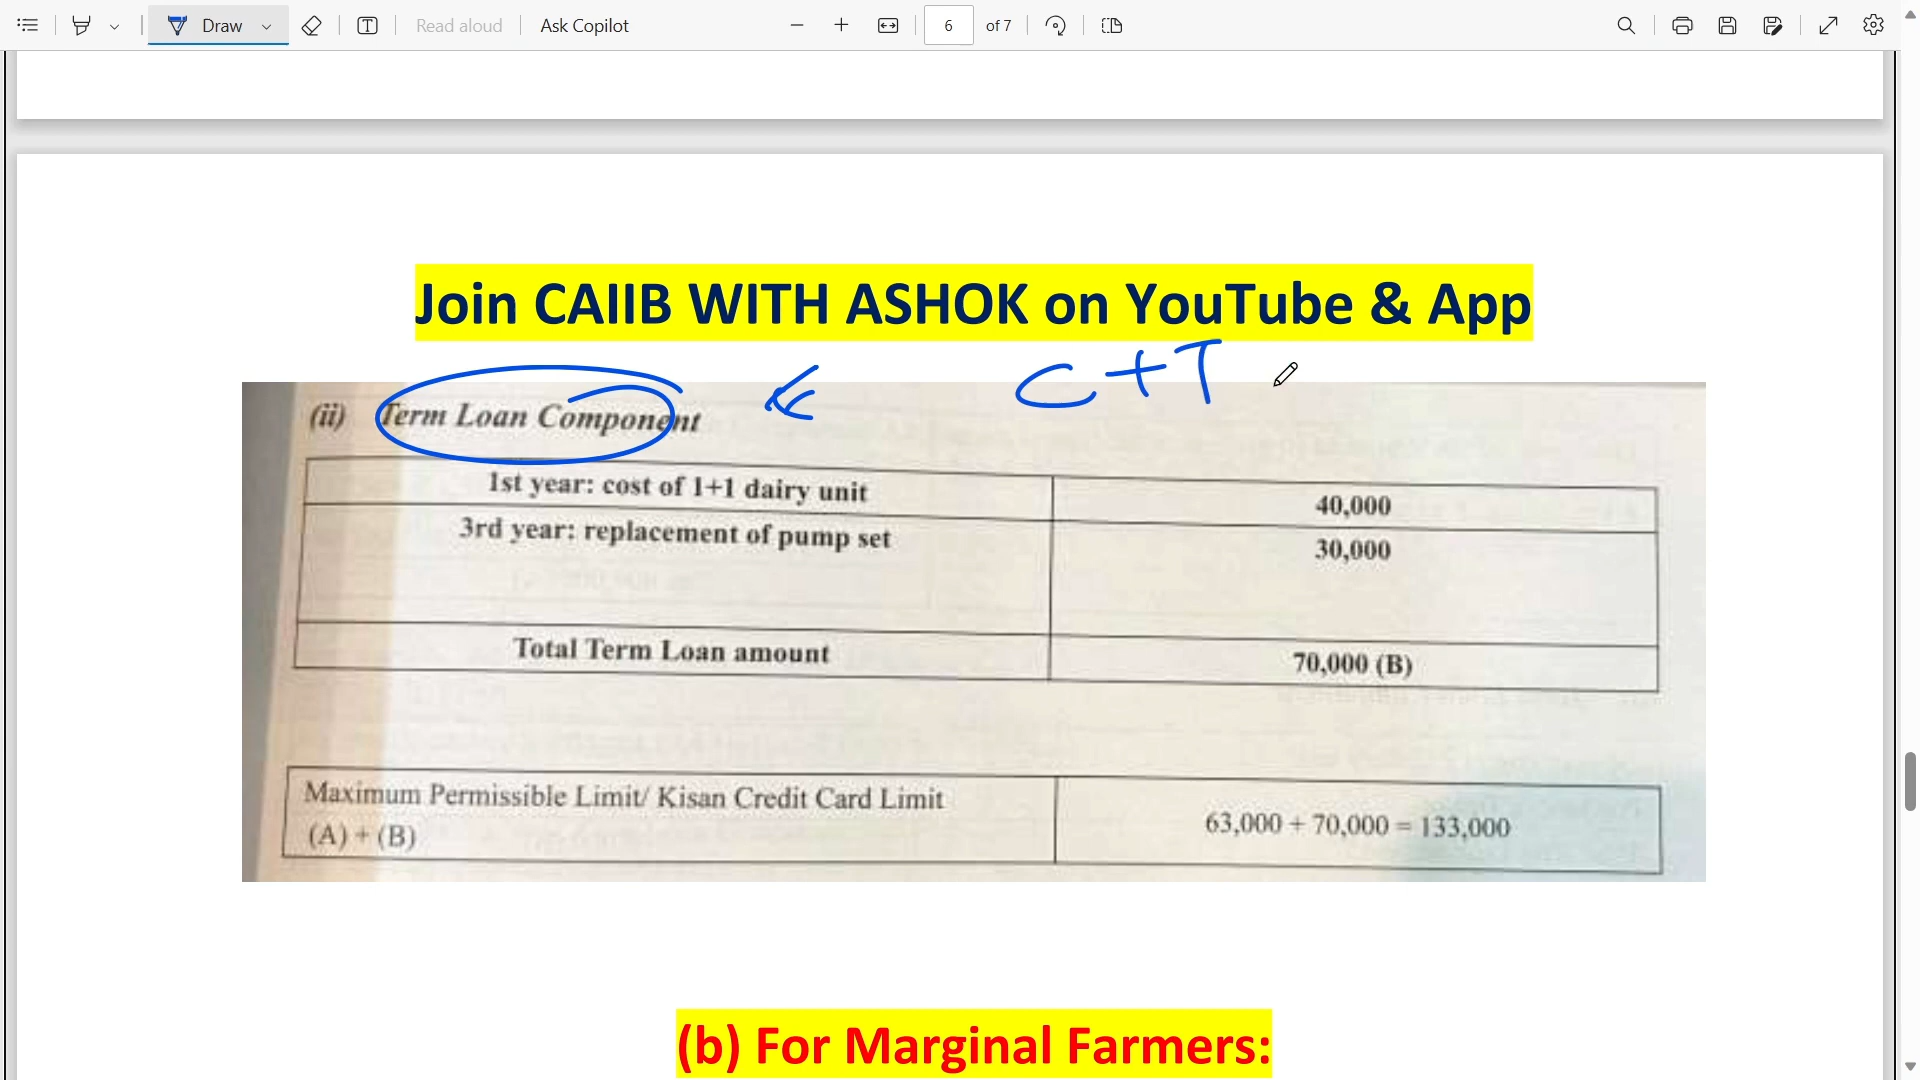 Draw
Read aloud
Ask Copilot
6
of 7
Join CAIIB WITH ASHOK on YouTube & App
C+T
(ii) Term Loan Component
1st year: cost of 1+1 dairy unit 40,000
3rd year: replacement of pump set 30,000
Total Term Loan amount 70,000 (B)
Maximum Permissible Limit/ Kisan Credit Card Limit
(A) + (B) 63,000 + 70,000 = 133,000
(b) For Marginal Farmers: